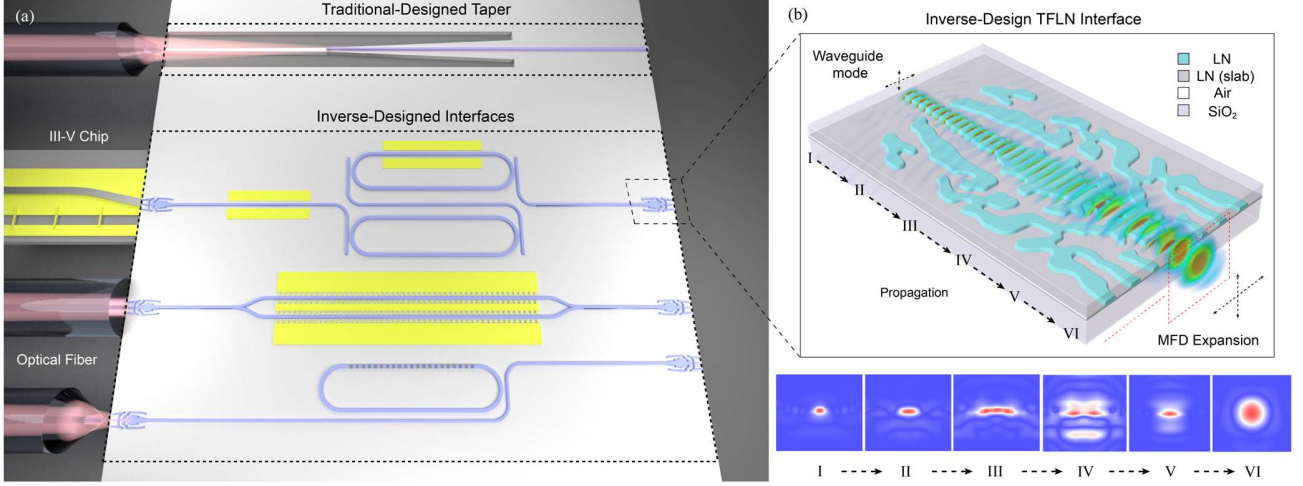 (a)
Traditional-Designed Taper
Inverse-Designed Interfaces
III-V Chip
Optical Fiber
(b)
Inverse-Design TFLN Interface
Waveguide
mode
LN
LN (slab)
Air
SiO₂
I
II
III
IV
V
VI
Propagation
MFD Expansion
I II III IV V VI